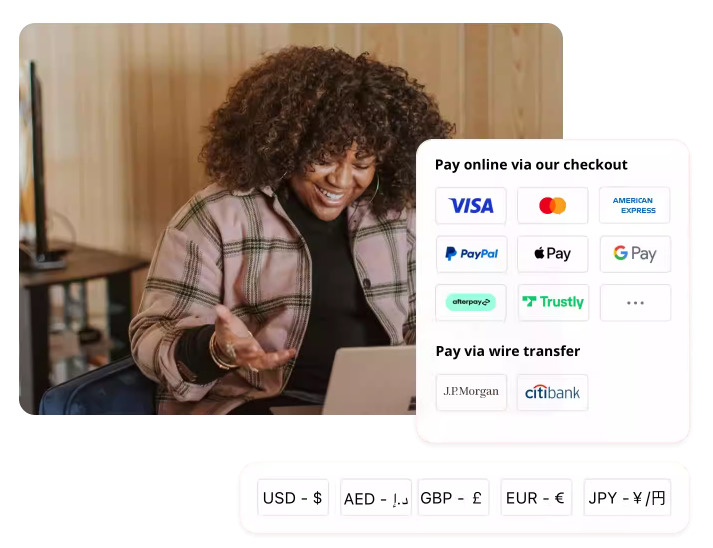 Pay online via our checkout
VISA
AMERICAN
EXPRESS
PayPal
Pay
G Pay
afterpay
Trustly
Pay via wire transfer
J.P.Morgan
citibank
USD - $
AED - د.إ
GBP - £
EUR - €
JPY - ¥/円